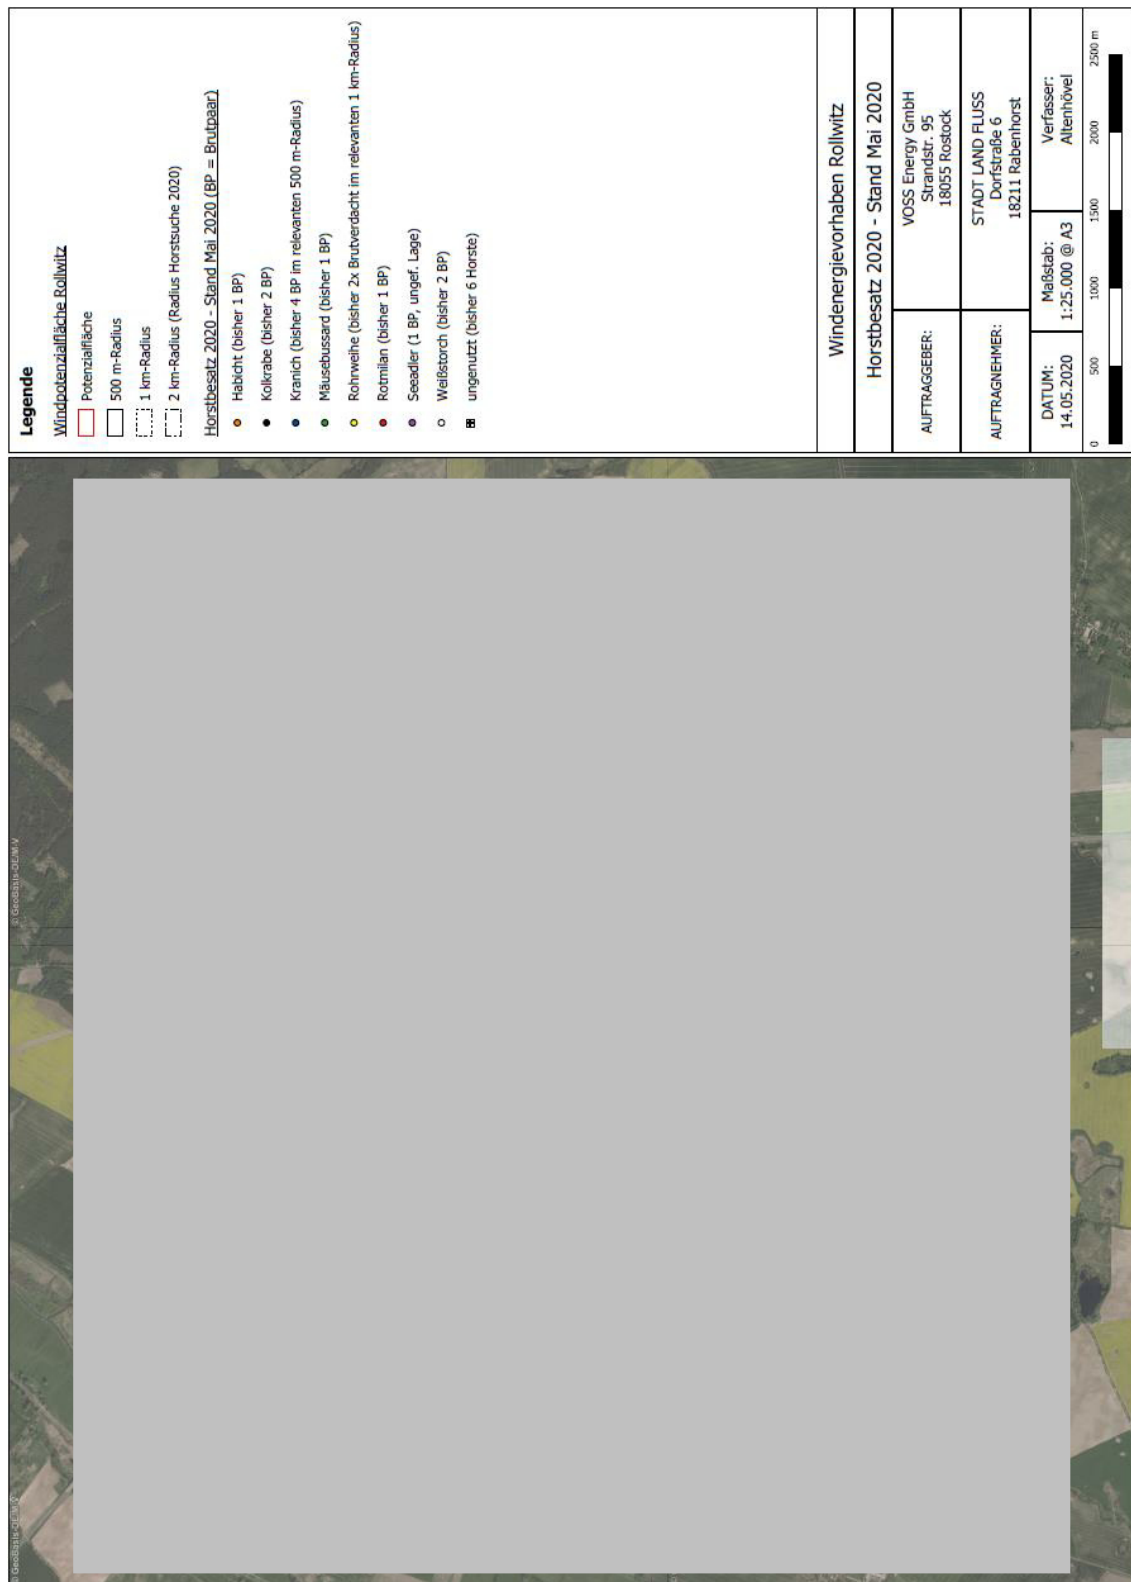 Legende
Windpotenzialfläche Rollwitz
Potenzialfläche
500 m-Radius
1 km-Radius
2 km-Radius (Radius Horstsuche 2020)
Horstbesatz 2020 - Stand Mai 2020 (BP = Brutpaar)
Habicht (bisher 1 BP)
Kolkrabe (bisher 2 BP)
Kranich (bisher 4 BP im relevanten 500 m-Radius)
Mäusebussard (bisher 1 BP)
Rohrweihe (bisher 2x Brutverdacht im relevanten 1 km-Radius)
Rotmilan (bisher 1 BP)
Seeadler (1 BP, ungef. Lage)
Weißstorch (bisher 2 BP)
ungenutzt (bisher 6 Horste)
Windenergievorhaben Rollwitz
Horstbesatz 2020 - Stand Mai 2020
AUFTRAGGEBER:
VOSS Energy GmbH
Strandstr. 95
18055 Rostock
AUFTRAGNEHMER:
STADT LAND FLUSS
Dorfstraße 6
18211 Rabenhorst
DATUM:
14.05.2020
Maßstab:
1:25.000 @ A3
Verfasser:
Altenhövel
0 500 1000 1500 2000 2500 m
© GeoBasis-DE/M-V
© GeoBasis-DE/M-V